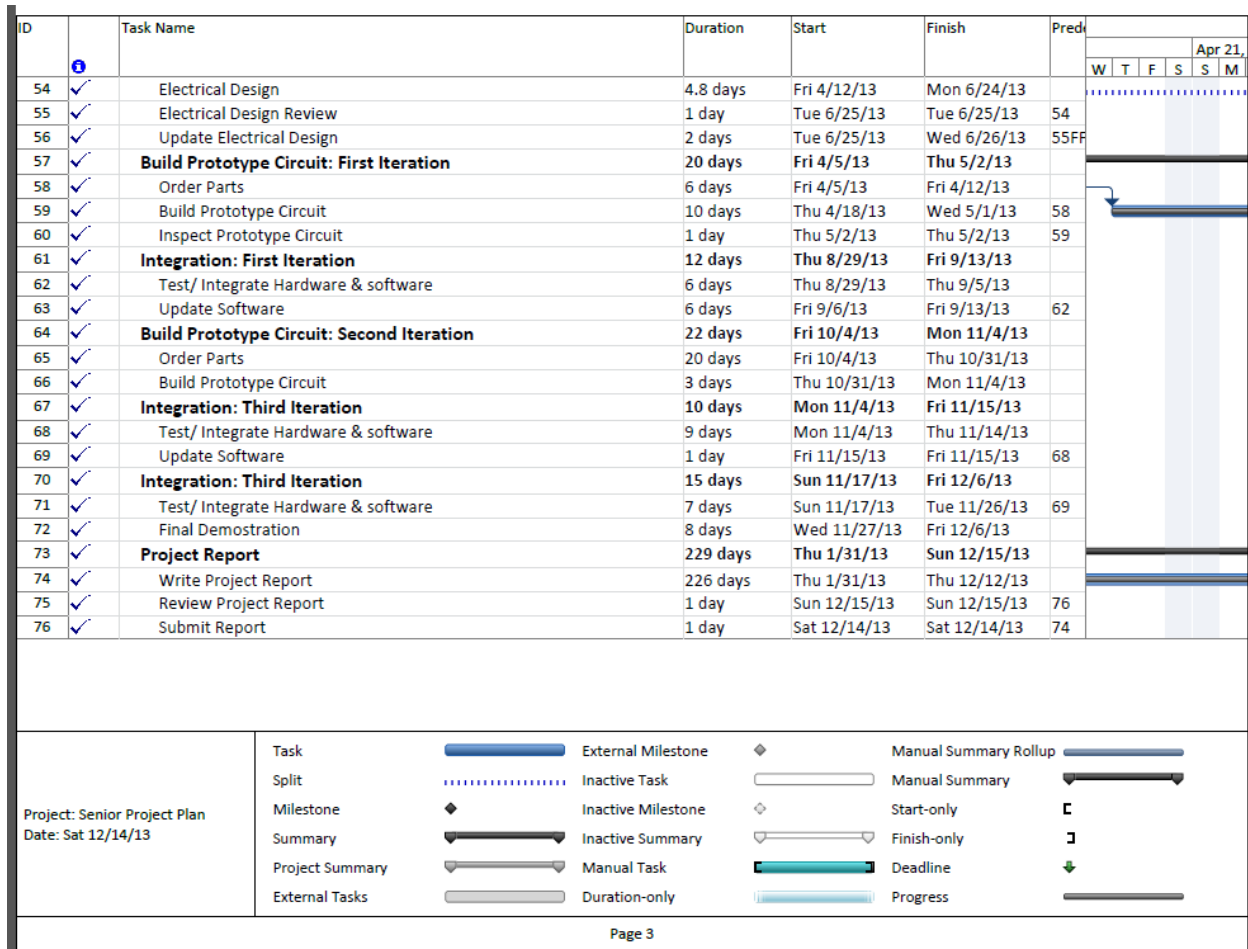 ID Task Name Duration Start Finish Prede
Apr 21,
W T F S S M
54 Electrical Design 4.8 days Fri 4/12/13 Mon 6/24/13
55 Electrical Design Review 1 day Tue 6/25/13 Tue 6/25/13 54
56 Update Electrical Design 2 days Tue 6/25/13 Wed 6/26/13 55FF
57 Build Prototype Circuit: First Iteration 20 days Fri 4/5/13 Thu 5/2/13
58 Order Parts 6 days Fri 4/5/13 Fri 4/12/13
59 Build Prototype Circuit 10 days Thu 4/18/13 Wed 5/1/13 58
60 Inspect Prototype Circuit 1 day Thu 5/2/13 Thu 5/2/13 59
61 Integration: First Iteration 12 days Thu 8/29/13 Fri 9/13/13
62 Test/ Integrate Hardware & software 6 days Thu 8/29/13 Thu 9/5/13
63 Update Software 6 days Fri 9/6/13 Fri 9/13/13 62
64 Build Prototype Circuit: Second Iteration 22 days Fri 10/4/13 Mon 11/4/13
65 Order Parts 20 days Fri 10/4/13 Thu 10/31/13
66 Build Prototype Circuit 3 days Thu 10/31/13 Mon 11/4/13
67 Integration: Third Iteration 10 days Mon 11/4/13 Fri 11/15/13
68 Test/ Integrate Hardware & software 9 days Mon 11/4/13 Thu 11/14/13
69 Update Software 1 day Fri 11/15/13 Fri 11/15/13 68
70 Integration: Third Iteration 15 days Sun 11/17/13 Fri 12/6/13
71 Test/ Integrate Hardware & software 7 days Sun 11/17/13 Tue 11/26/13 69
72 Final Demostration 8 days Wed 11/27/13 Fri 12/6/13
73 Project Report 229 days Thu 1/31/13 Sun 12/15/13
74 Write Project Report 226 days Thu 1/31/13 Thu 12/12/13
75 Review Project Report 1 day Sun 12/15/13 Sun 12/15/13 76
76 Submit Report 1 day Sat 12/14/13 Sat 12/14/13 74
Project: Senior Project Plan
Date: Sat 12/14/13
Task External Milestone Manual Summary Rollup
Split Inactive Task Manual Summary
Milestone Inactive Milestone Start-only
Summary Inactive Summary Finish-only
Project Summary Manual Task Deadline
External Tasks Duration-only Progress
Page 3